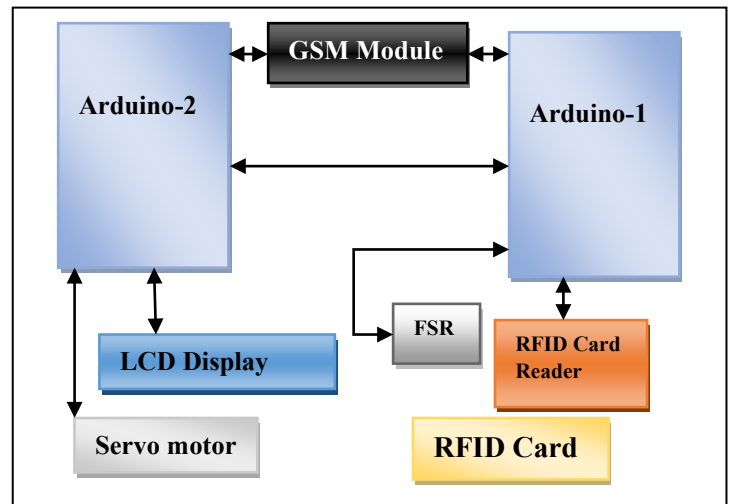 GSM Module
Arduino-2
Arduino-1
FSR
RFID Card
Reader
LCD Display
Servo motor
RFID Card